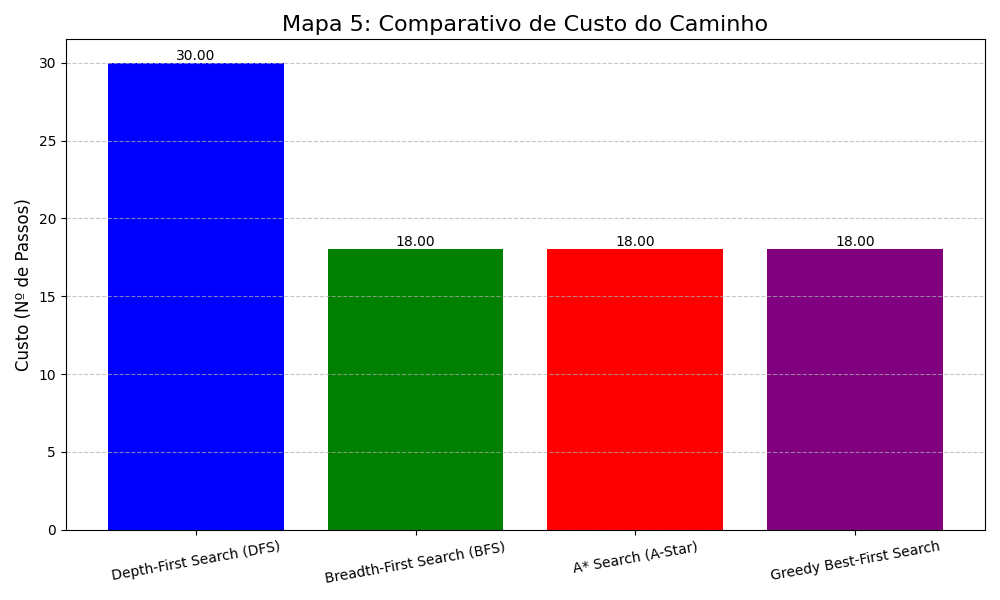 Mapa 5: Comparativo de Custo do Caminho
Custo (Nº de Passos)
30
25
20
15
10
5
0
30.00
18.00
18.00
18.00
Depth-First Search (DFS)
Breadth-First Search (BFS)
A* Search (A-Star)
Greedy Best-First Search